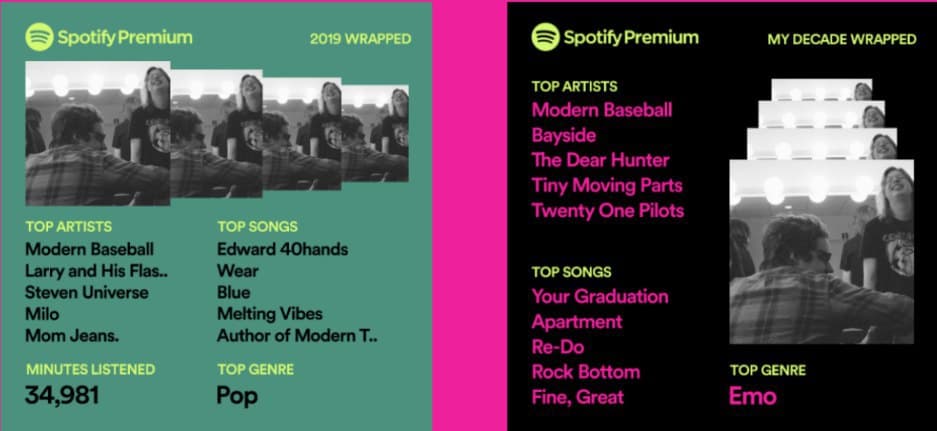 Spotify Premium
2019 WRAPPED
TOP ARTISTS
Modern Baseball
Larry and His Flas..
Steven Universe
Milo
Mom Jeans.
TOP SONGS
Edward 40hands
Wear
Blue
Melting Vibes
Author of Modern T..
MINUTES LISTENED
34,981
TOP GENRE
Pop
Spotify Premium
MY DECADE WRAPPED
TOP ARTISTS
Modern Baseball
Bayside
The Dear Hunter
Tiny Moving Parts
Twenty One Pilots
TOP SONGS
Your Graduation
Apartment
Re-Do
Rock Bottom
Fine, Great
TOP GENRE
Emo